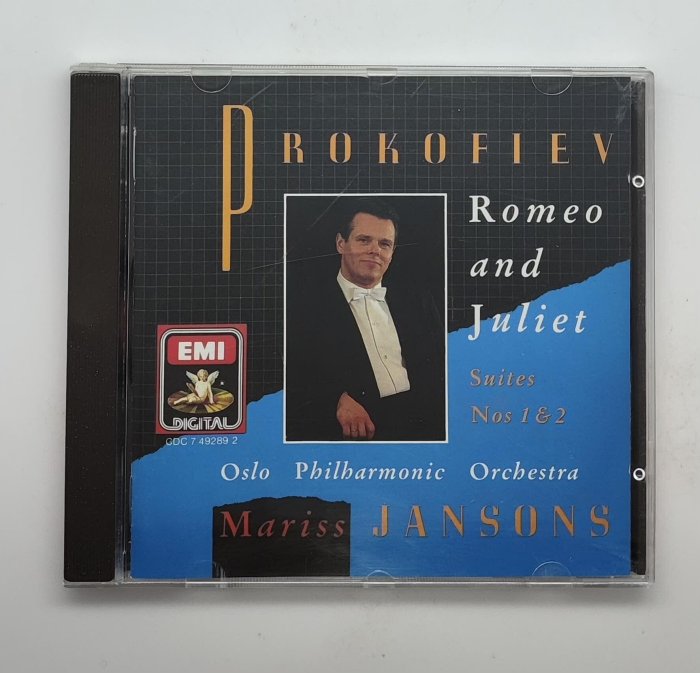 PROKOFIEV
Romeo
and
Juliet
Suites
Nos 1 & 2
EMI
DIGITAL
CDC 7 49289 2
Oslo Philharmonic Orchestra
Mariss JANSONS